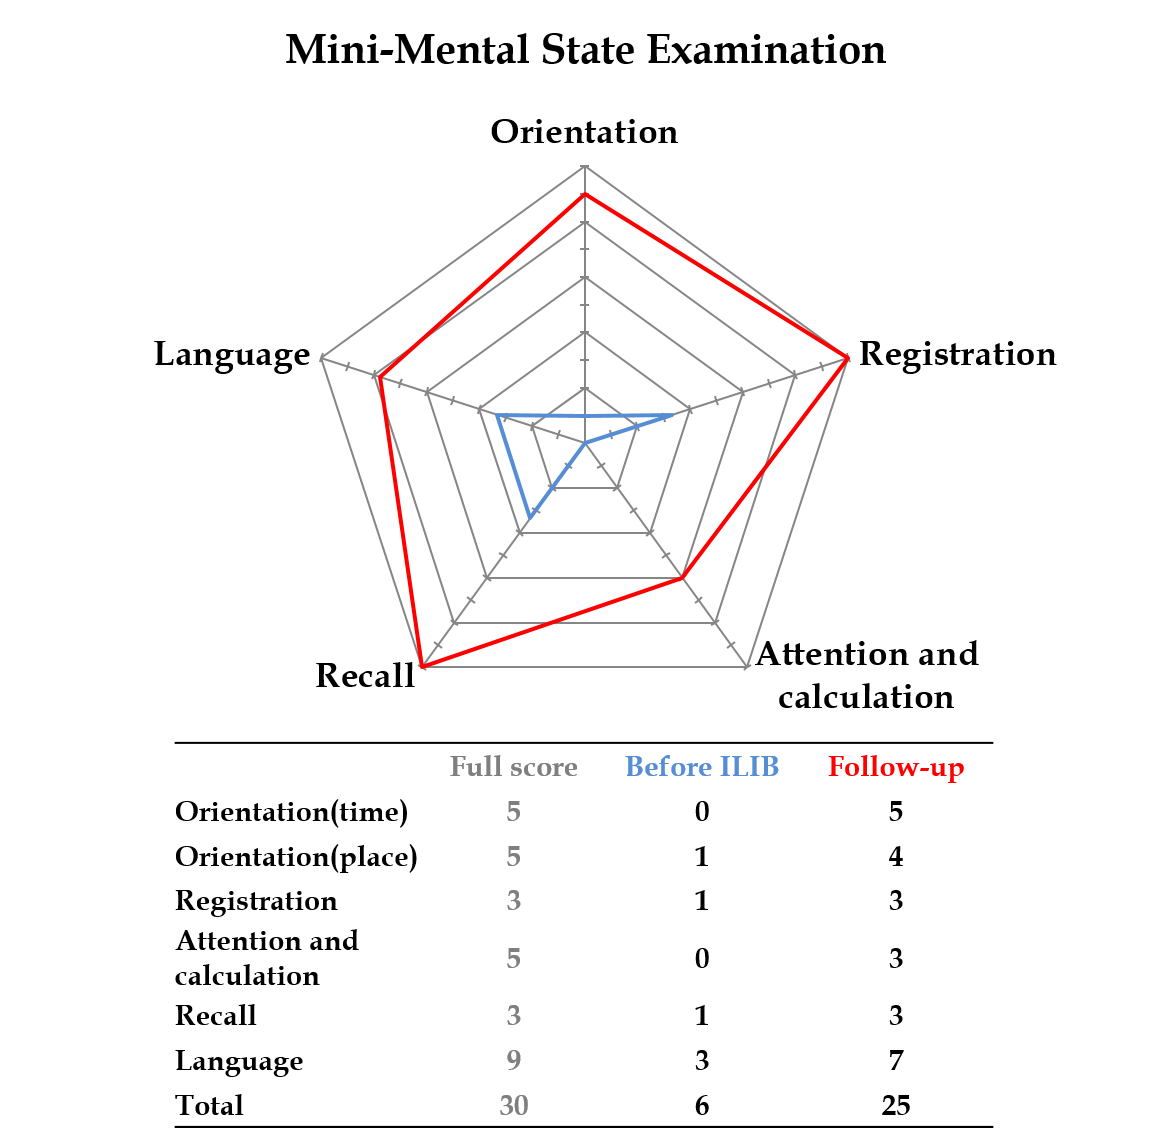 Mini-Mental State Examination
Orientation
Language
Registration
Recall
Attention and
calculation
Full score Before ILIB Follow-up
Orientation(time) 5 0 5
Orientation(place) 5 1 4
Registration 3 1 3
Attention and
calculation 5 0 3
Recall 3 1 3
Language 9 3 7
Total 30 6 25